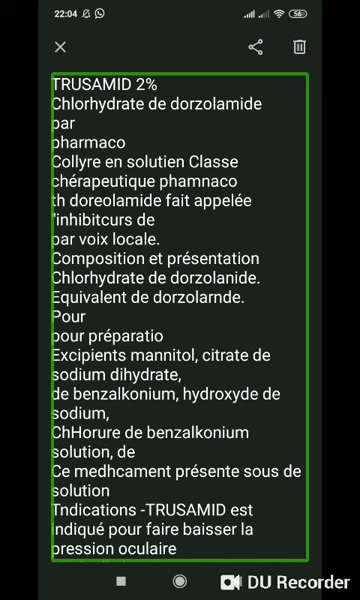 22:04 56
TRUSAMID 2%
Chlorhydrate de dorzolamide
par
pharmaco
Collyre en solutien Classe
chérapeutique phamnaco
th doreolamide fait appelée
"inhibitcurs de
par voix locale.
Composition et présentation
Chlorhydrate de dorzolanide.
Equivalent de dorzolarnde.
Pour
pour préparatio
Excipients mannitol, citrate de
sodium dihydrate,
de benzalkonium, hydroxyde de
sodium,
ChHorure de benzalkonium
solution, de
Ce medhcament présente sous de
solution
Tndications -TRUSAMID est
indiqué pour faire baisser la
pression oculaire
DU Recorder